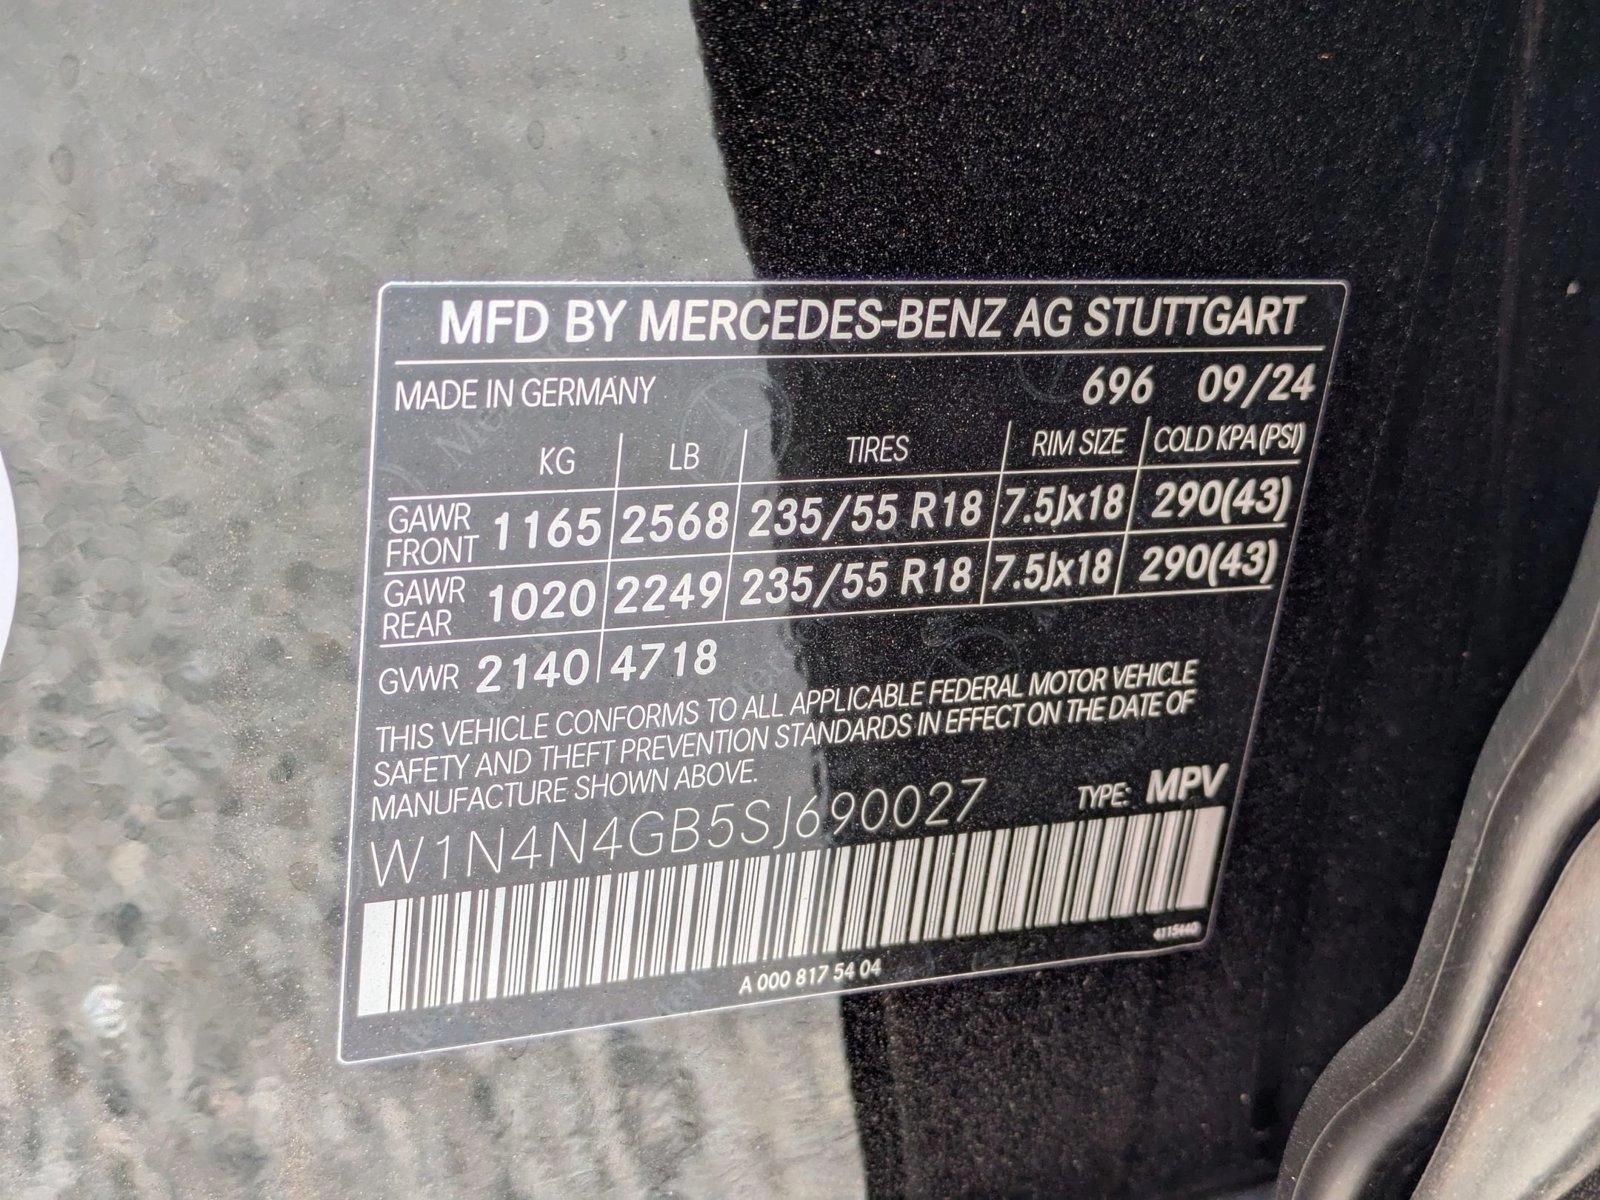 MFD BY MERCEDES-BENZ AG STUTTGART
MADE IN GERMANY 696 09/24
KG LB TIRES RIM SIZE COLD KPA(PSI)
GAWR FRONT 1165 2568 235/55 R18 7.5Jx18 290(43)
GAWR REAR 1020 2249 235/55 R18 7.5Jx18 290(43)
GVWR 2140 4718
THIS VEHICLE CONFORMS TO ALL APPLICABLE FEDERAL MOTOR VEHICLE
SAFETY AND THEFT PREVENTION STANDARDS IN EFFECT ON THE DATE OF
MANUFACTURE SHOWN ABOVE.
W1N4N4GB5SJ690027 TYPE: MPV
4115440
A 000 817 54 04